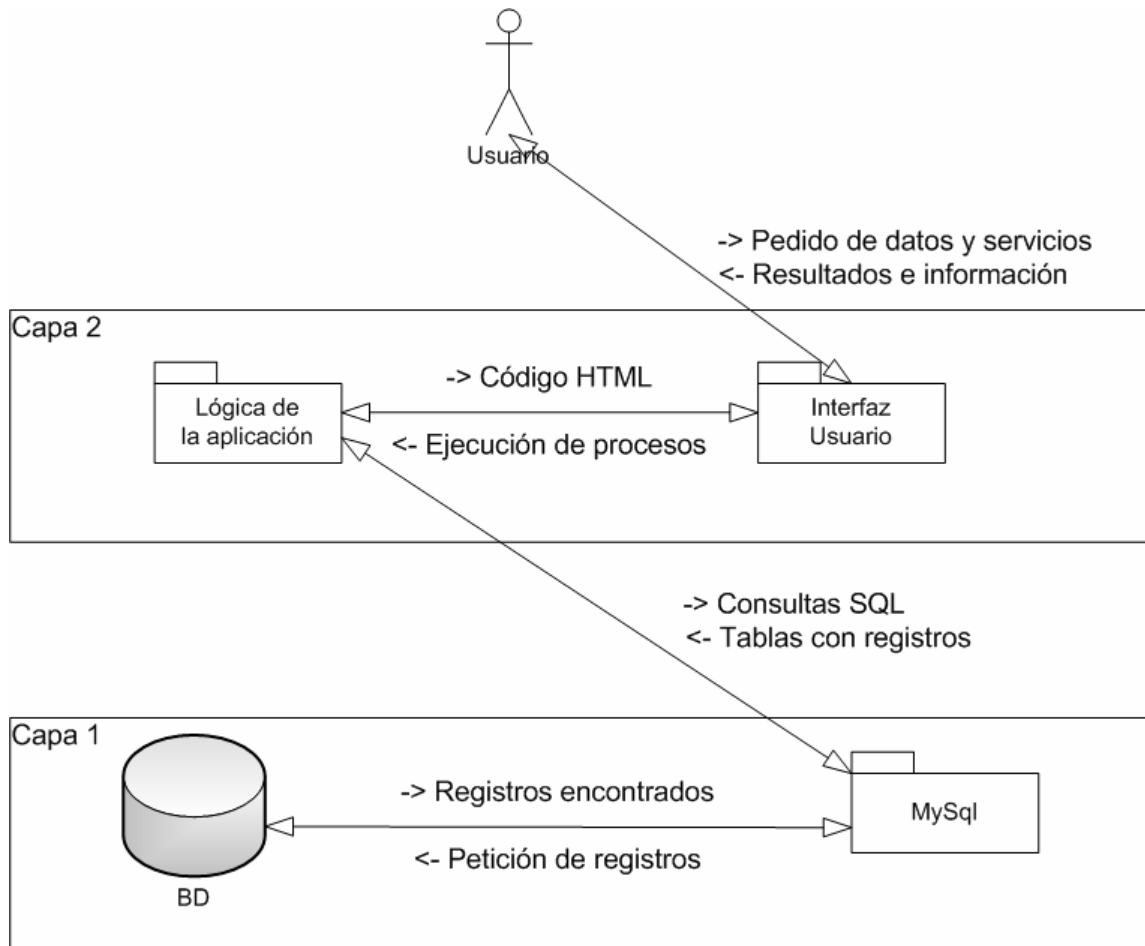 Usuario
-> Pedido de datos y servicios
<- Resultados e información
Capa 2
-> Código HTML
Lógica de
la aplicación
Interfaz
Usuario
<- Ejecución de procesos
-> Consultas SQL
<- Tablas con registros
Capa 1
-> Registros encontrados
MySql
<- Petición de registros
BD